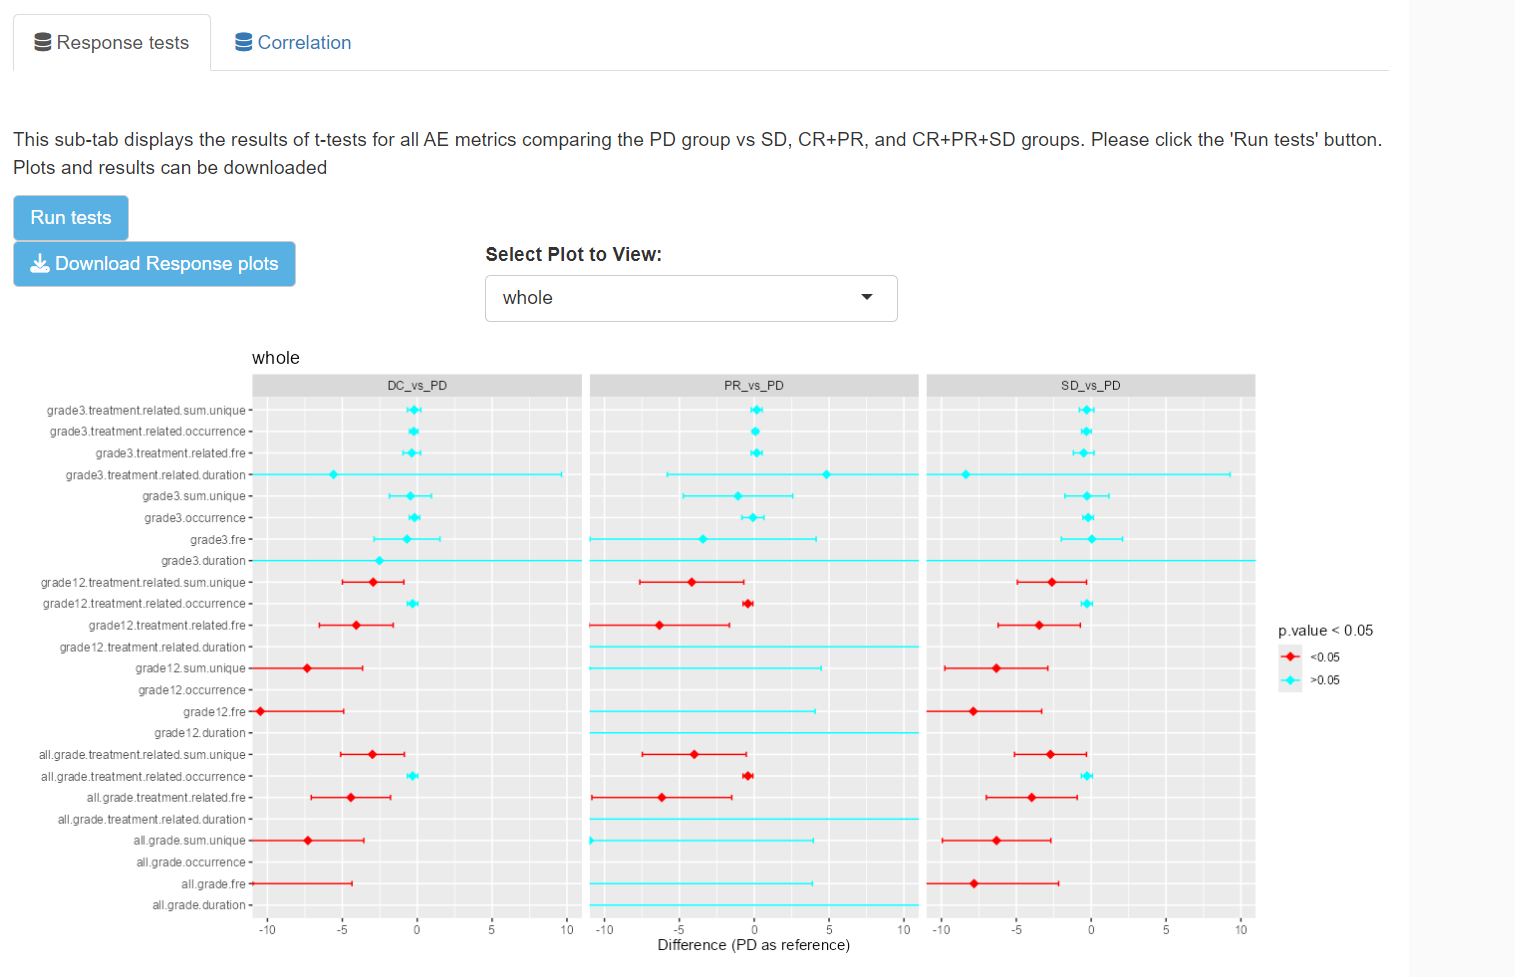 Response tests
Correlation
This sub-tab displays the results of t-tests for all AE metrics comparing the PD group vs SD, CR+PR, and CR+PR+SD groups. Please click the 'Run tests' button.
Plots and results can be downloaded
Run tests
Download Response plots
Select Plot to View:
whole
whole
DC_vs_PD
PR_vs_PD
SD_vs_PD
grade3.treatment.related.sum.unique
grade3.treatment.related.occurrence
grade3.treatment.related.fre
grade3.treatment.related.duration
grade3.sum.unique
grade3.occurrence
grade3.fre
grade3.duration
grade12.treatment.related.sum.unique
grade12.treatment.related.occurrence
grade12.treatment.related.fre
grade12.treatment.related.duration
grade12.sum.unique
grade12.occurrence
grade12.fre
grade12.duration
all.grade.treatment.related.sum.unique
all.grade.treatment.related.occurrence
all.grade.treatment.related.fre
all.grade.treatment.related.duration
all.grade.sum.unique
all.grade.occurrence
all.grade.fre
all.grade.duration
-10 -5 0 5 10
-10 -5 0 5 10
-10 -5 0 5 10
Difference (PD as reference)
p.value < 0.05
<0.05
>0.05